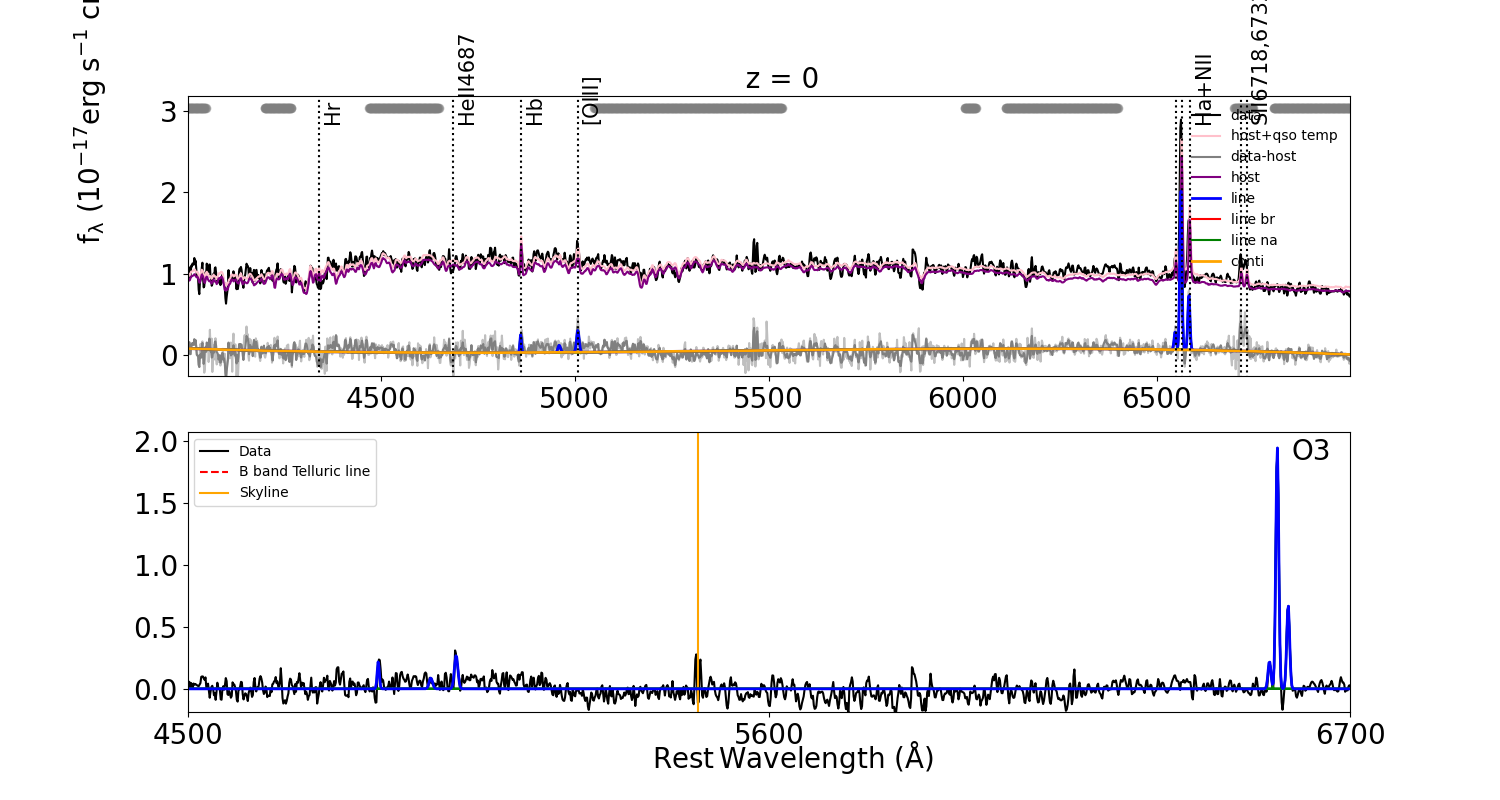 z = 0
f_λ (10^{-17} erg s^{-1}
Hr
HeII4687
Hb
[OIII]
Ha+NII
SII6718,673
3
2
1
0
data
host+qso temp
data-host
host
line
line br
line na
conti
4500 5000 5500 6000 6500
2.0
1.5
1.0
0.5
0.0
Data
B band Telluric line
Skyline
O3
4500 5600 6700
Rest Wavelength (Å)